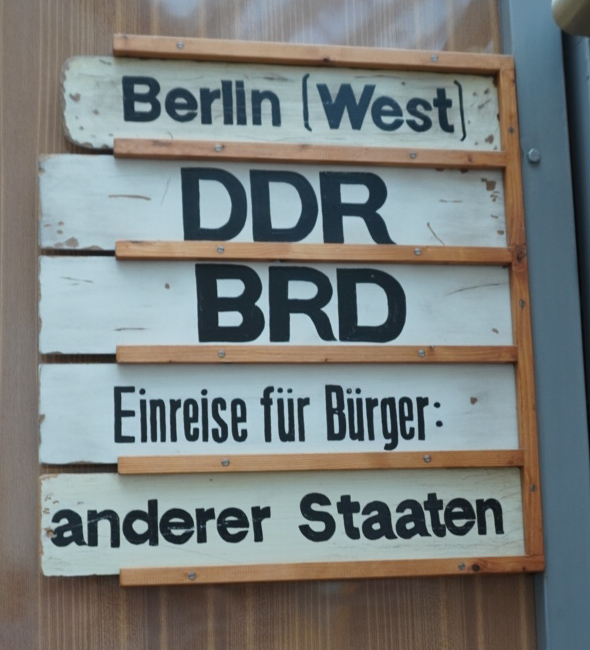 Berlin (West)
DDR
BRD
Einreise für Bürger:
anderer Staaten